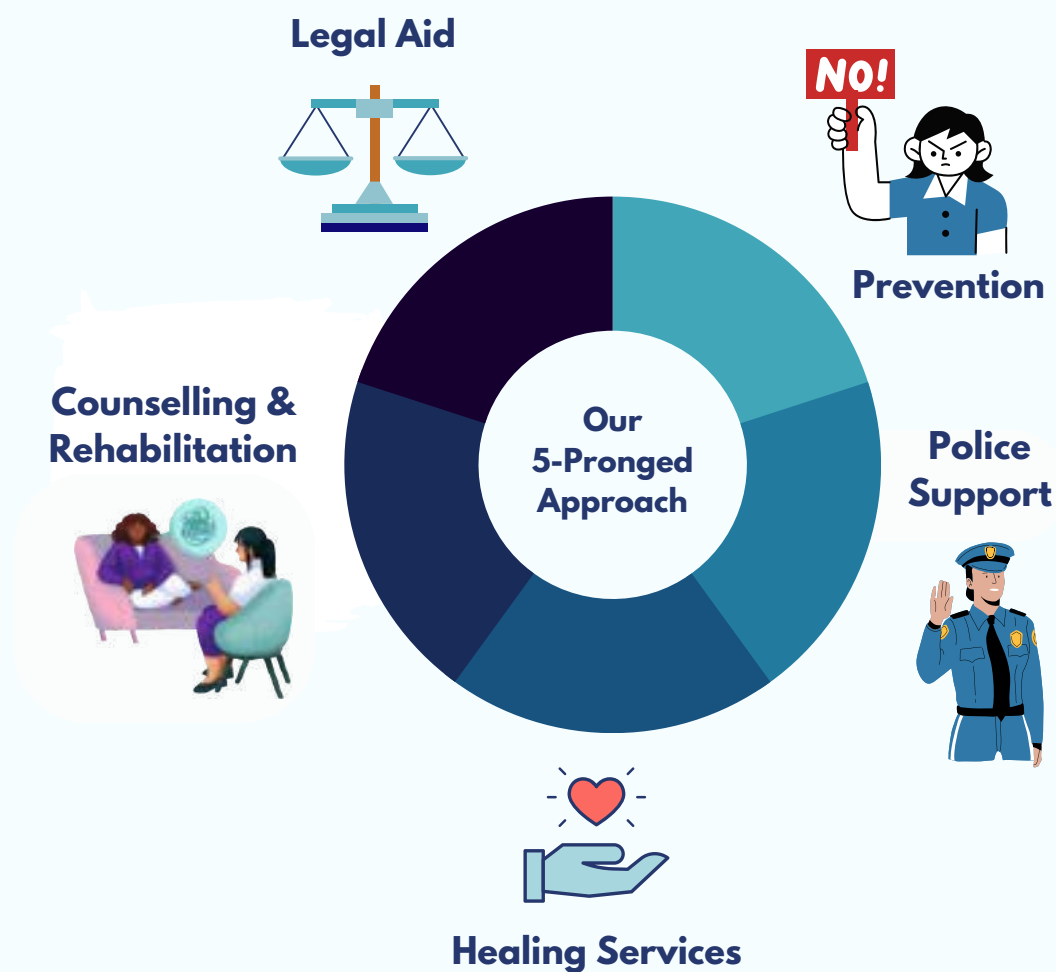 Legal Aid
NO!
Prevention
Counselling &
Rehabilitation
Our
5-Pronged
Approach
Police
Support
Healing Services